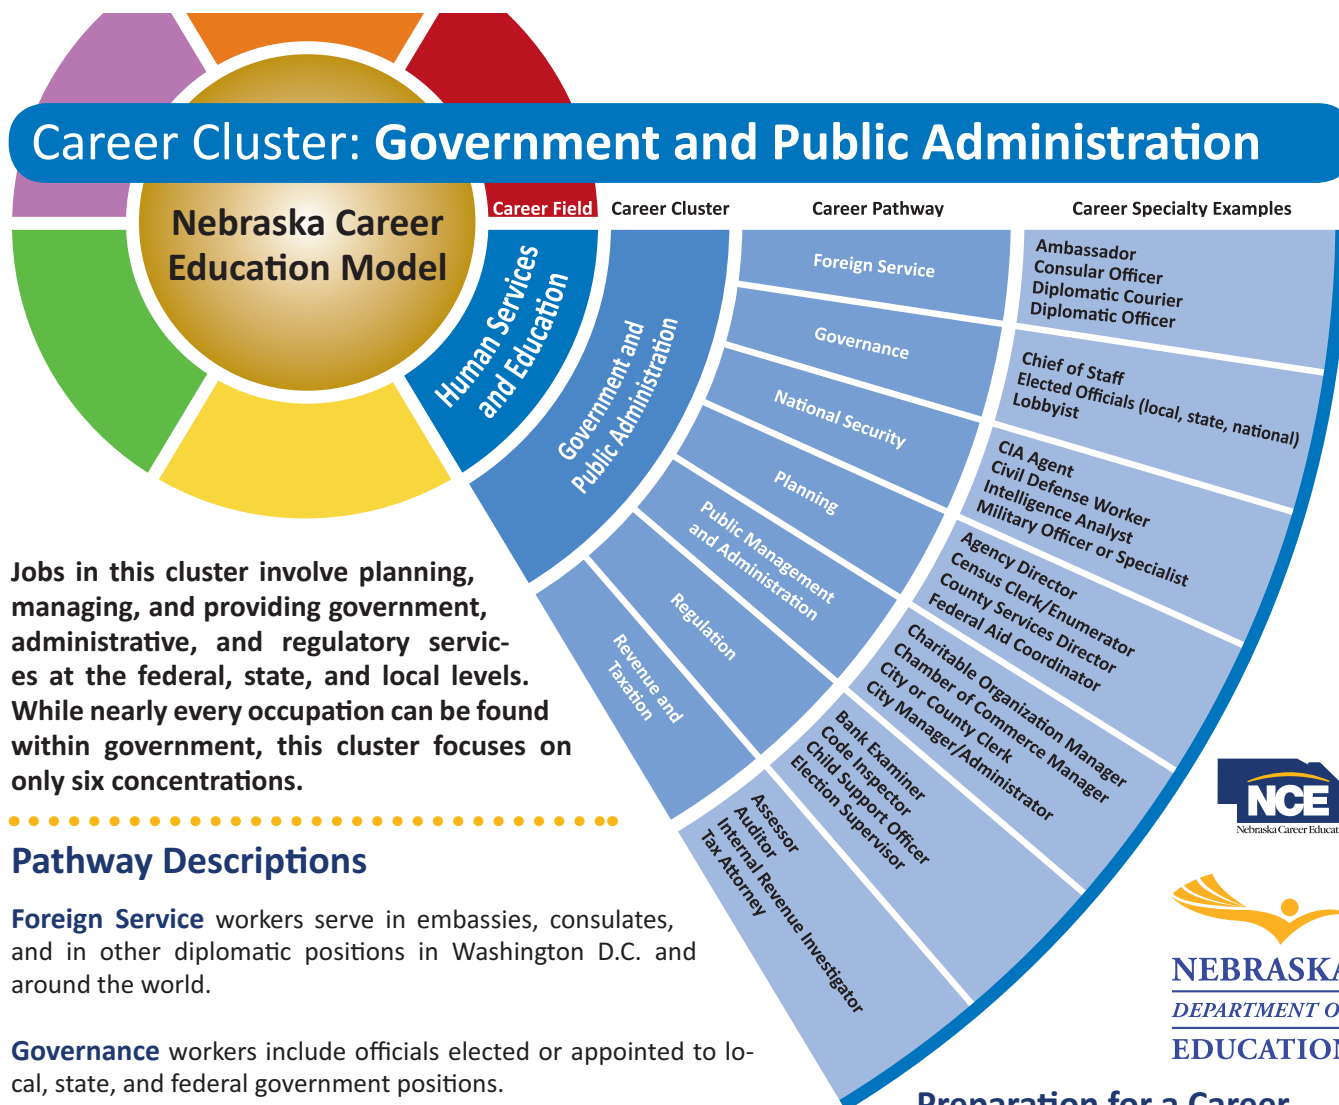 Career Cluster: Government and Public Administration
Nebraska Career
Education Model
Career Field
Career Cluster
Career Pathway
Career Specialty Examples
Human Services
and Education
Government and
Public Administration
Foreign Service
Ambassador
Consular Officer
Diplomatic Courier
Diplomatic Officer
Governance
Chief of Staff
Elected Officials (local, state, national)
Lobbyist
National Security
CIA Agent
Civil Defense Worker
Intelligence Analyst
Military Officer or Specialist
Planning
Agency Director
Census Clerk/Enumerator
County Services Director
Federal Aid Coordinator
Public Management
and Administration
Charitable Organization Manager
Chamber of Commerce Manager
City or County Clerk
City Manager/Administrator
Regulation
Bank Examiner
Code Inspector
Child Support Officer
Election Supervisor
Revenue and
Taxation
Assessor
Auditor
Internal Revenue Investigator
Tax Attorney
Jobs in this cluster involve planning,
managing, and providing government,
administrative, and regulatory servic-
es at the federal, state, and local levels.
While nearly every occupation can be found
within government, this cluster focuses on
only six concentrations.
Pathway Descriptions
Foreign Service workers serve in embassies, consulates,
and in other diplomatic positions in Washington D.C. and
around the world.
Governance workers include officials elected or appointed to lo-
cal, state, and federal government positions.
NCE
Nebraska Career Educat
NEBRASKA
DEPARTMENT O
EDUCATION
Preparation for a Career